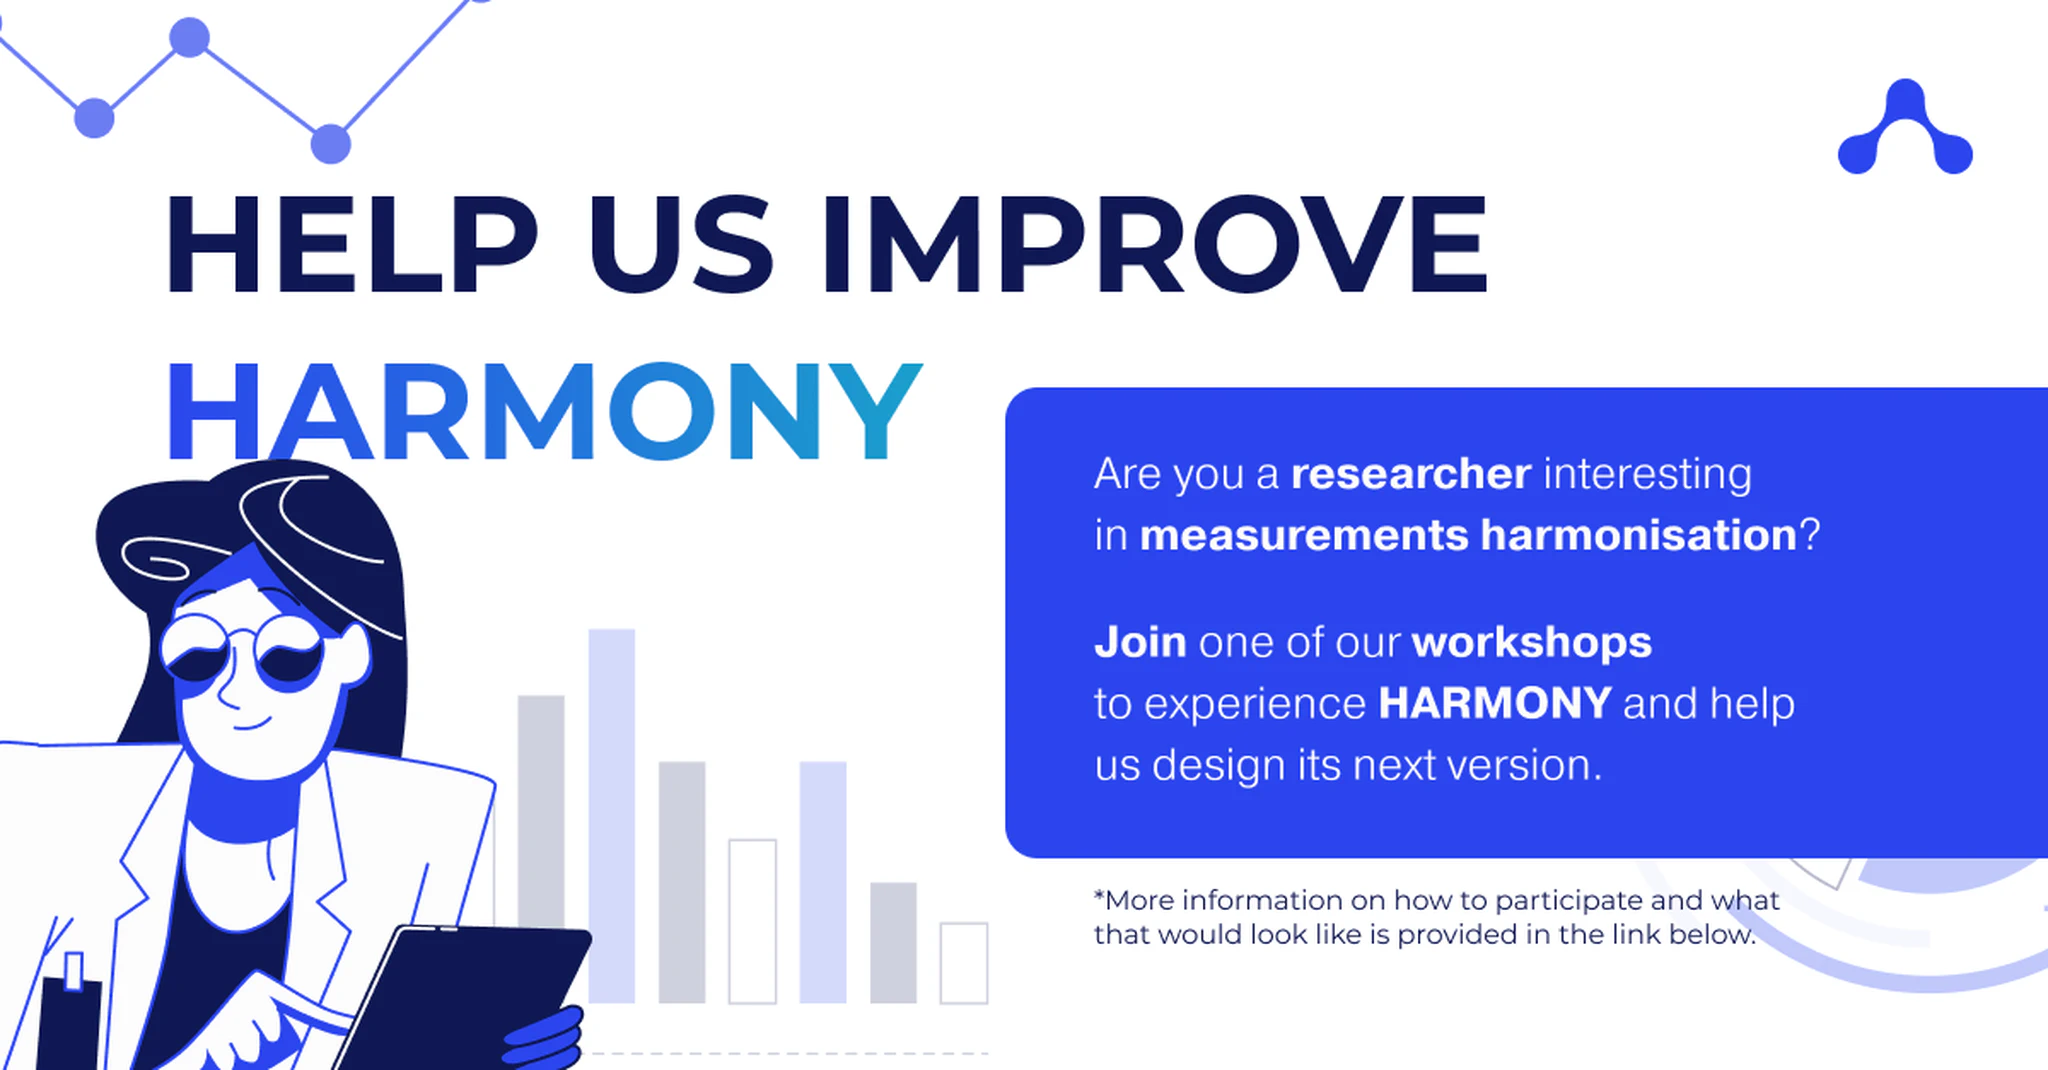 HELP US IMPROVE
HARMONY
Are you a researcher interesting
in measurements harmonisation?
Join one of our workshops
to experience HARMONY and help
us design its next version.
*More information on how to participate and what
that would look like is provided in the link below.